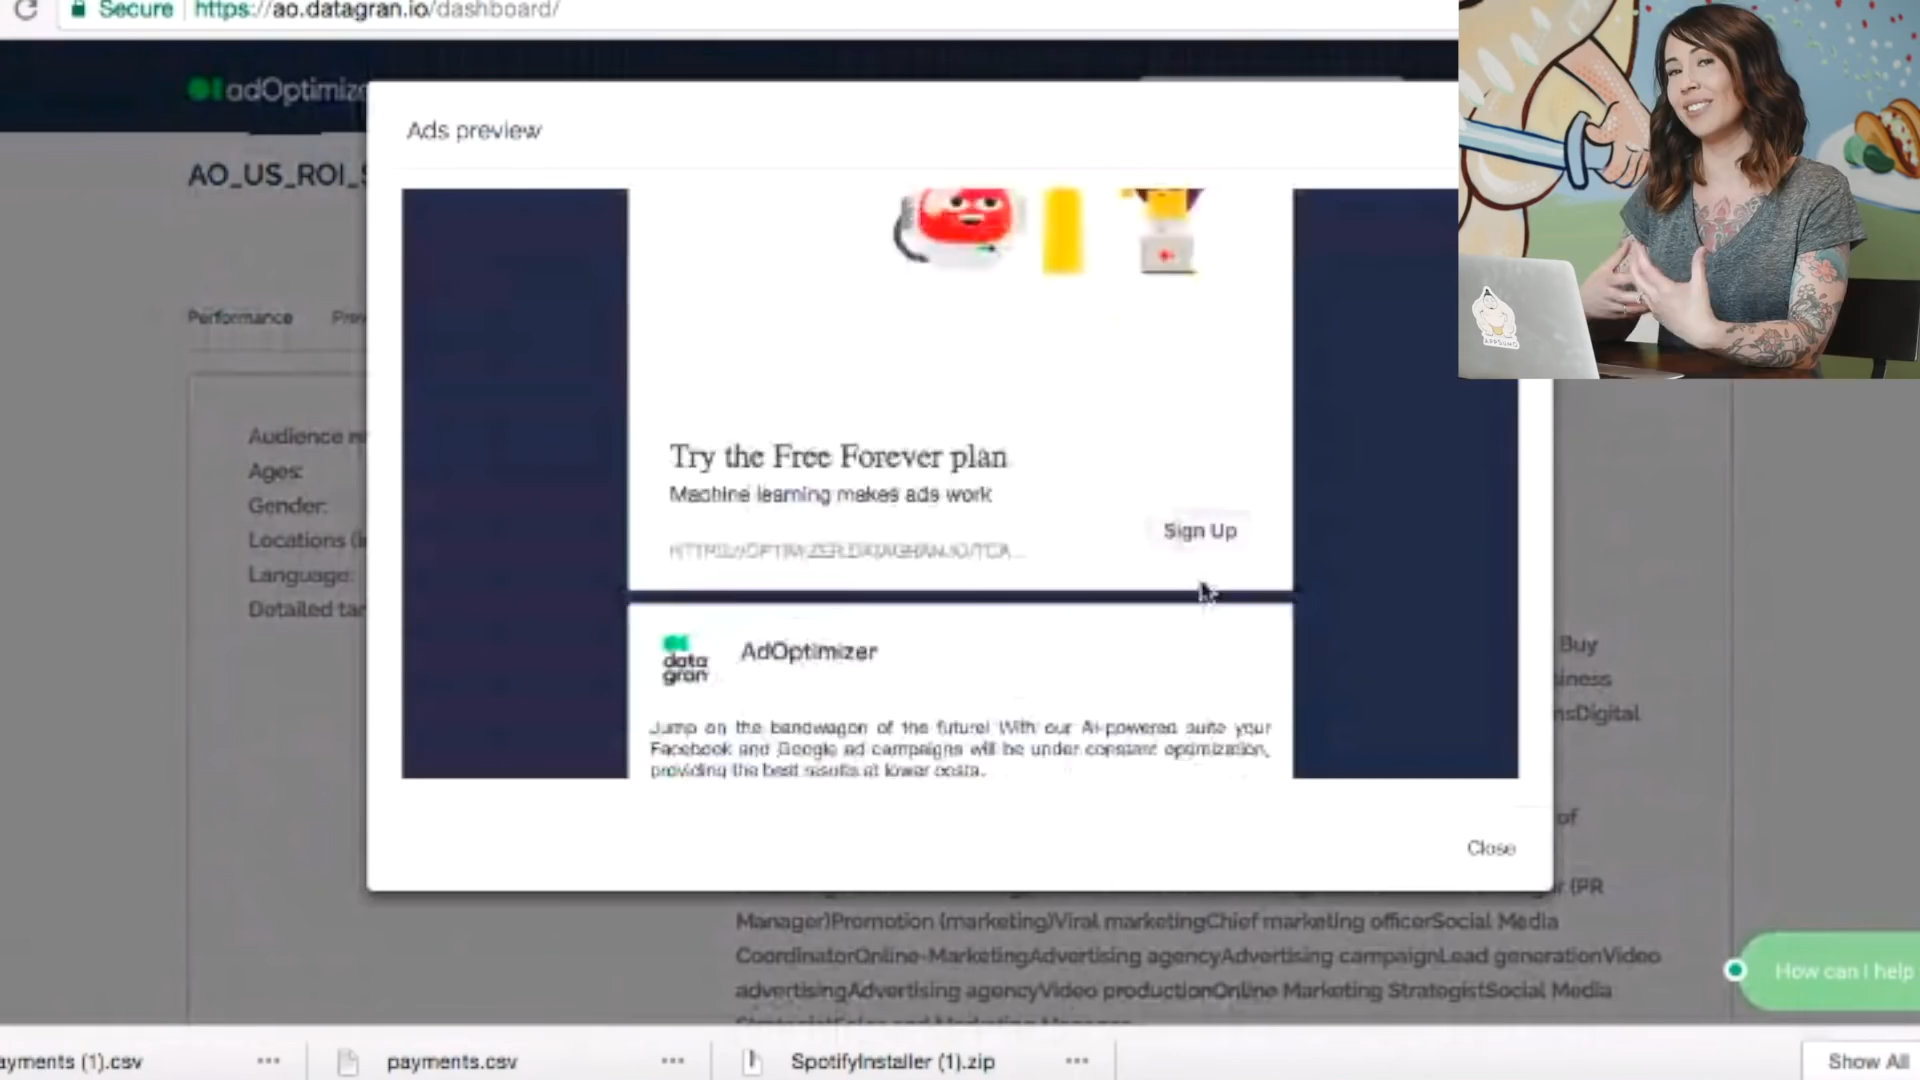 Secure https://ao.datagran.io/dashboard/
adOptimize
Ads preview
AO_US_ROI_S
Performance
Audience
Ages:
Gender:
Locations
Language:
Detailed
Try the Free Forever plan
Machine learning makes ads work
Sign Up
data
gran
AdOptimizer
Jump on the bandwagon of the future! With our AI-powered suite your
Facebook and Google ad campaigns will be under constant optimization,
providing the best results at lower costs.
Buy
siness
nsDigital
of
Close
(PR
Manager)Promotion (marketing)Viral marketingChief marketing officerSocial Media
CoordinatorOnline-MarketingAdvertising agencyAdvertising campaignLead generationVideo
advertisingAdvertising agencyVideo productionOnline Marketing StrategistSocial Media
How can I help
APPSUMO
ayments (1).csv
payments.csv
SpotifyInstaller (1).zip
Show All